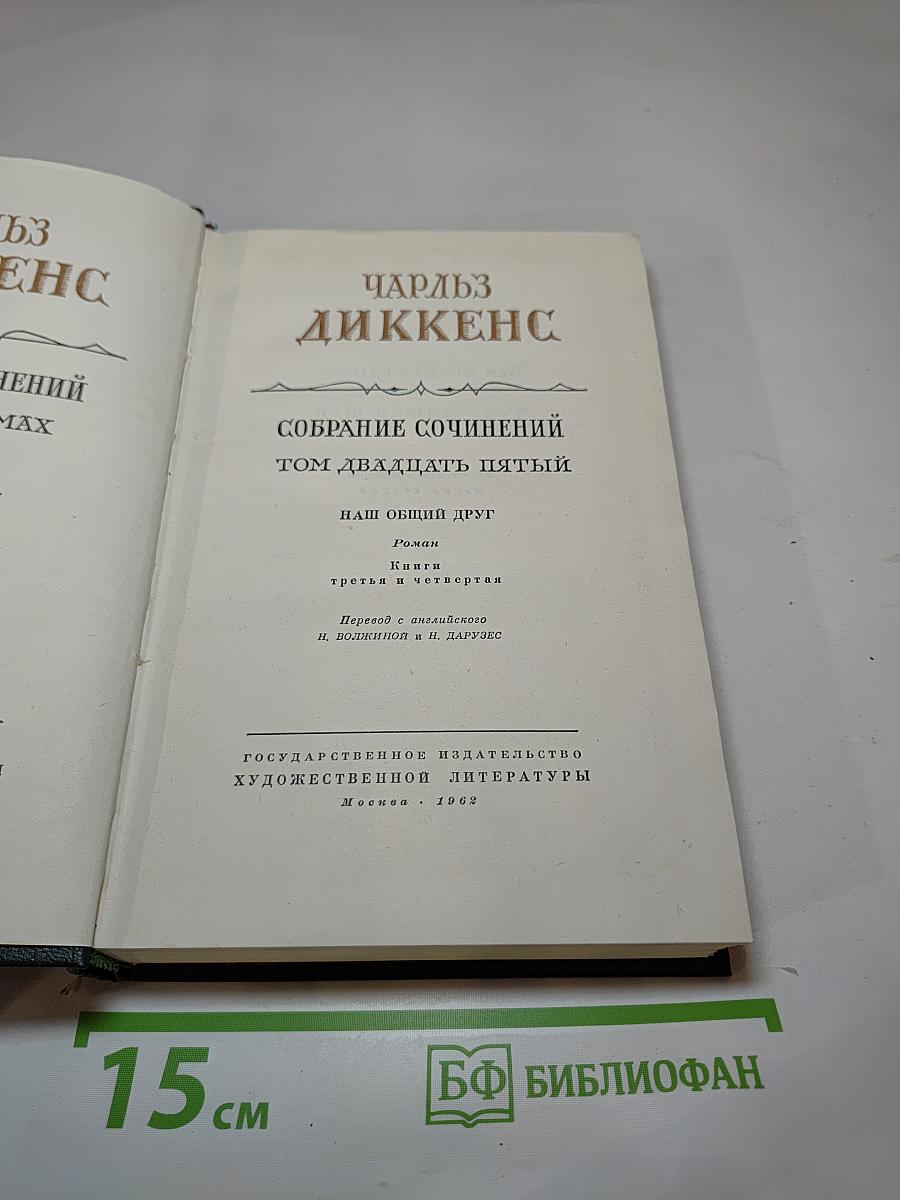 ЧАРЛЬЗ
ДИККЕНС
СОБРАНИЕ СОЧИНЕНИЙ
ТОМ ДВАДЦАТЬ ПЯТЫЙ
НАШ ОБЩИЙ ДРУГ
Роман
Книги
третья и четвертая
Перевод с английского
Н. ВОЛЖИНОЙ и Н. ДАРУЗЕС
ГОСУДАРСТВЕННОЕ ИЗДАТЕЛЬСТВО
ХУДОЖЕСТВЕННОЙ ЛИТЕРАТУРЫ
Москва · 1962
15 см
БФ БИБЛИОФАН